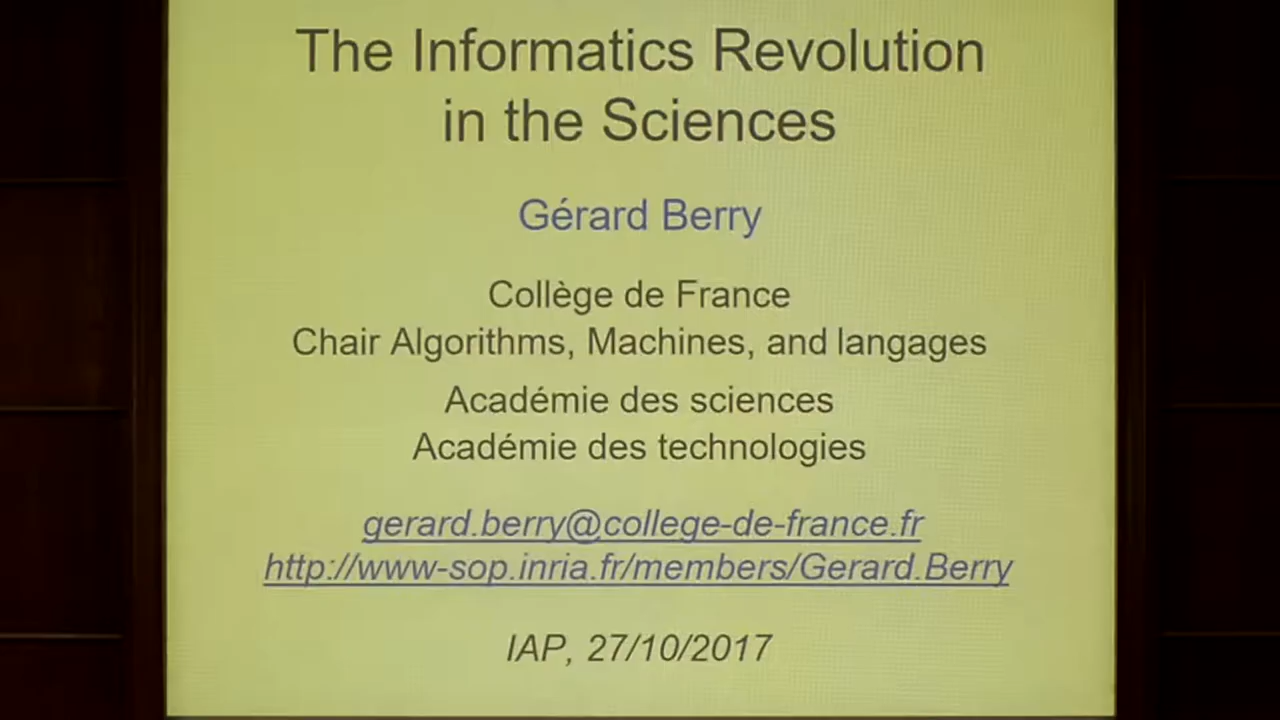 The Informatics Revolution
in the Sciences
Gérard Berry
Collège de France
Chair Algorithms, Machines, and langages
Académie des sciences
Académie des technologies
gerard.berry@college-de-france.fr
http://www-sop.inria.fr/members/Gerard.Berry
IAP, 27/10/2017